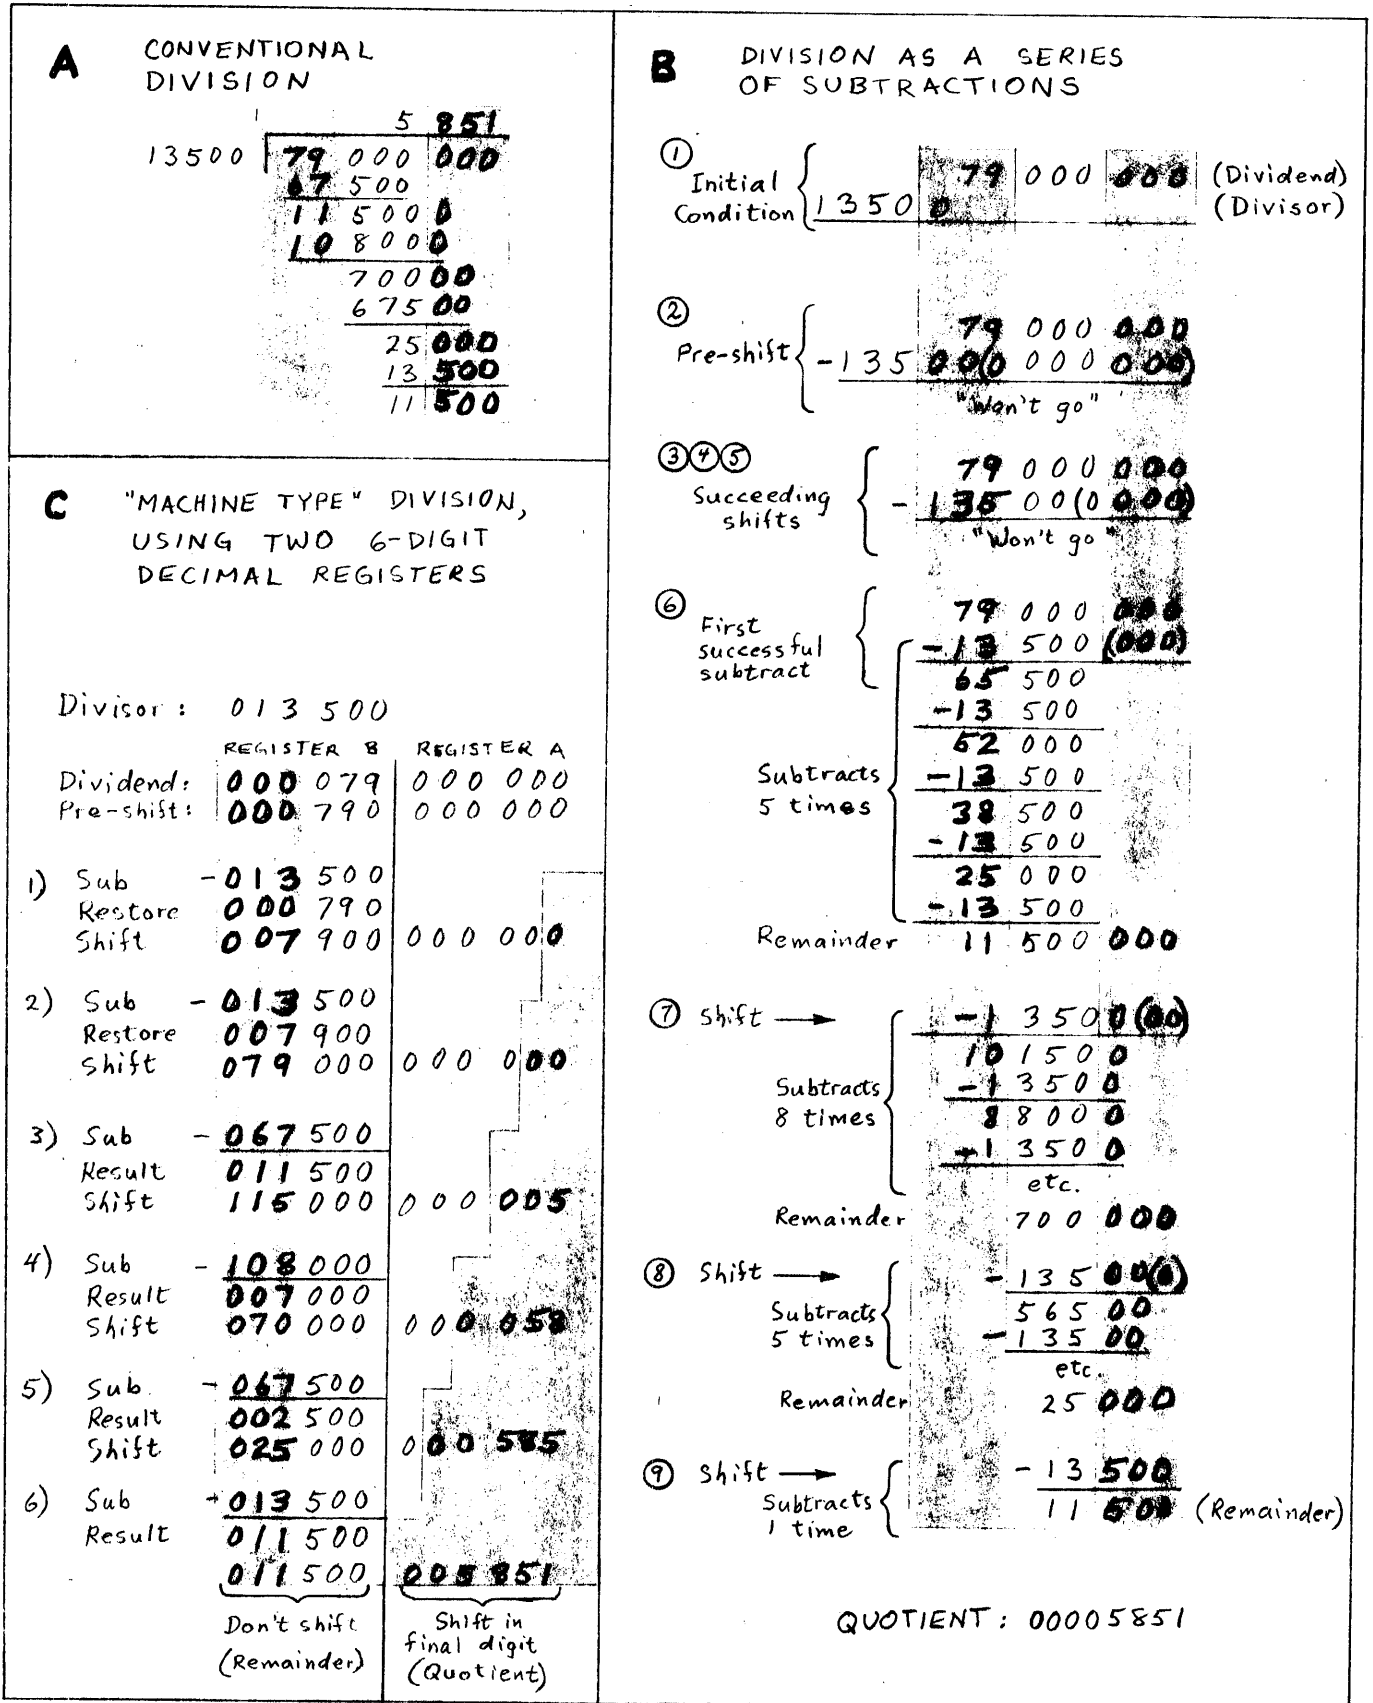 A CONVENTIONAL
DIVISION
5 851
13500 79 000 000
67 500
11 500 0
10 800 0
700 00
675 00
25 000
13 500
11 500
C "MACHINE TYPE" DIVISION,
USING TWO 6-DIGIT
DECIMAL REGISTERS
Divisor: 013 500
REGISTER B REGISTER A
Dividend: 000 079 000 000
Pre-shift: 000 790 000 000
1) Sub -013 500
Restore 000 790
Shift 007 900 000 000
2) Sub -013 500
Restore 007 900
Shift 079 000 000 000
3) Sub -067 500
Result 011 500
Shift 115 000 000 005
4) Sub -108 000
Result 007 000
Shift 070 000 000 058
5) Sub. -067 500
Result 002 500
Shift 025 000 000 585
6) Sub -013 500
Result 011 500
011 500 005 851
Don't shift
(Remainder)
Shift in
final digit
(Quotient)
B DIVISION AS A SERIES
OF SUBTRACTIONS
① Initial
Condition
79 000 000 (Dividend)
1350 0 (Divisor)
② Pre-shift
79 000 000
-135 00(0 000 000)
"Won't go"
③④⑤
Succeeding
shifts
79 000 000
-135 00(0 000)
"Won't go"
⑥ First
successful
subtract
79 000 000
-13 500 (000)
65 500
-13 500
52 000
Subtracts
5 times
-13 500
38 500
-13 500
25 000
-13 500
Remainder 11 500 000
⑦ Shift → -1 350 0(00)
10 150 0
Subtracts
8 times
-1 350 0
8 800 0
-1 350 0
etc.
Remainder 700 000
⑧ Shift → -135 00(0)
Subtracts
5 times
565 00
-135 00
etc.
Remainder 25 000
⑨ Shift → -13 500
Subtracts
1 time
11 500 (Remainder)
QUOTIENT: 00005851